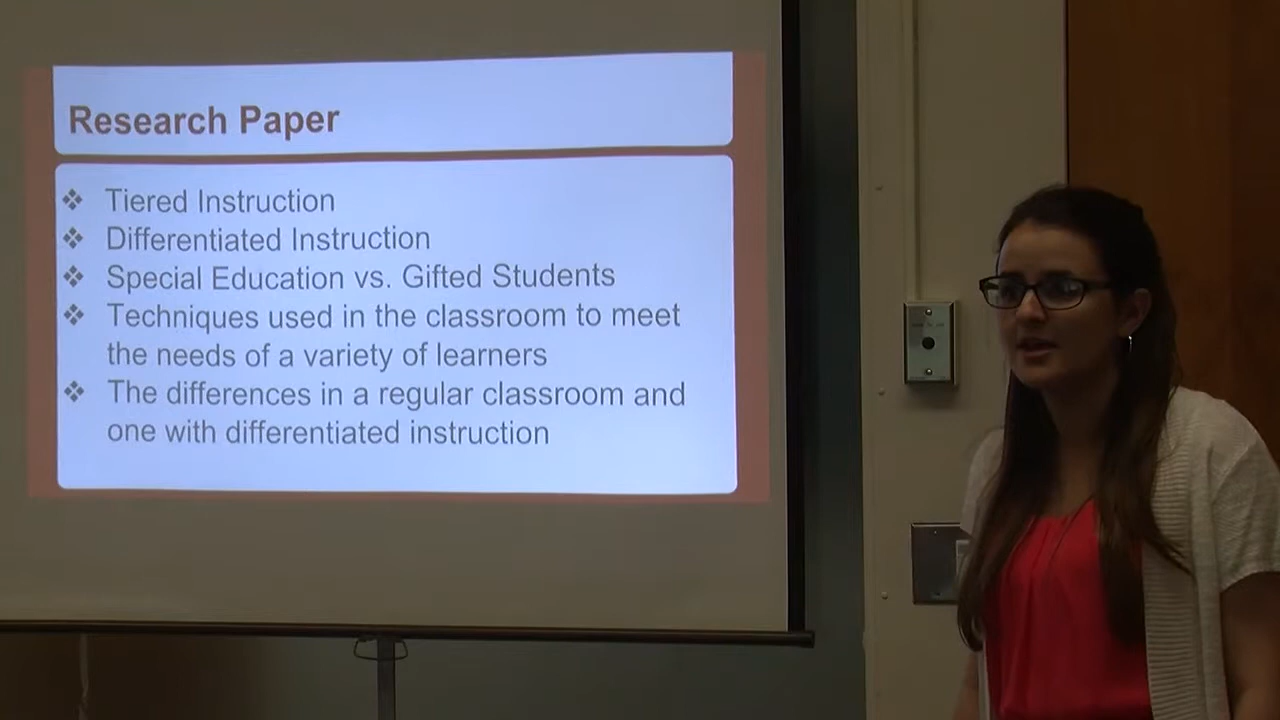 Research Paper
❖ Tiered Instruction
❖ Differentiated Instruction
❖ Special Education vs. Gifted Students
❖ Techniques used in the classroom to meet
the needs of a variety of learners
❖ The differences in a regular classroom and
one with differentiated instruction